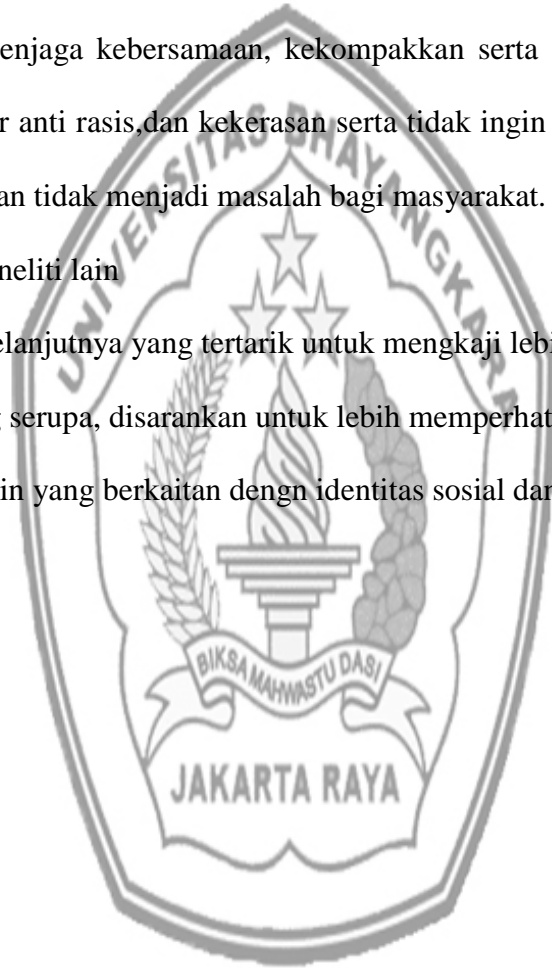 enjaga kebersamaan, kekompakkan serta
r anti rasis,dan kekerasan serta tidak ingin
an tidak menjadi masalah bagi masyarakat.
neliti lain
elanjutnya yang tertarik untuk mengkaji lebi
g serupa, disarankan untuk lebih memperhat
in yang berkaitan dengn identitas sosial dan
UNIVERSITAS BHAYANGKARA
BIKSA MAHWASTU DASI
JAKARTA RAYA